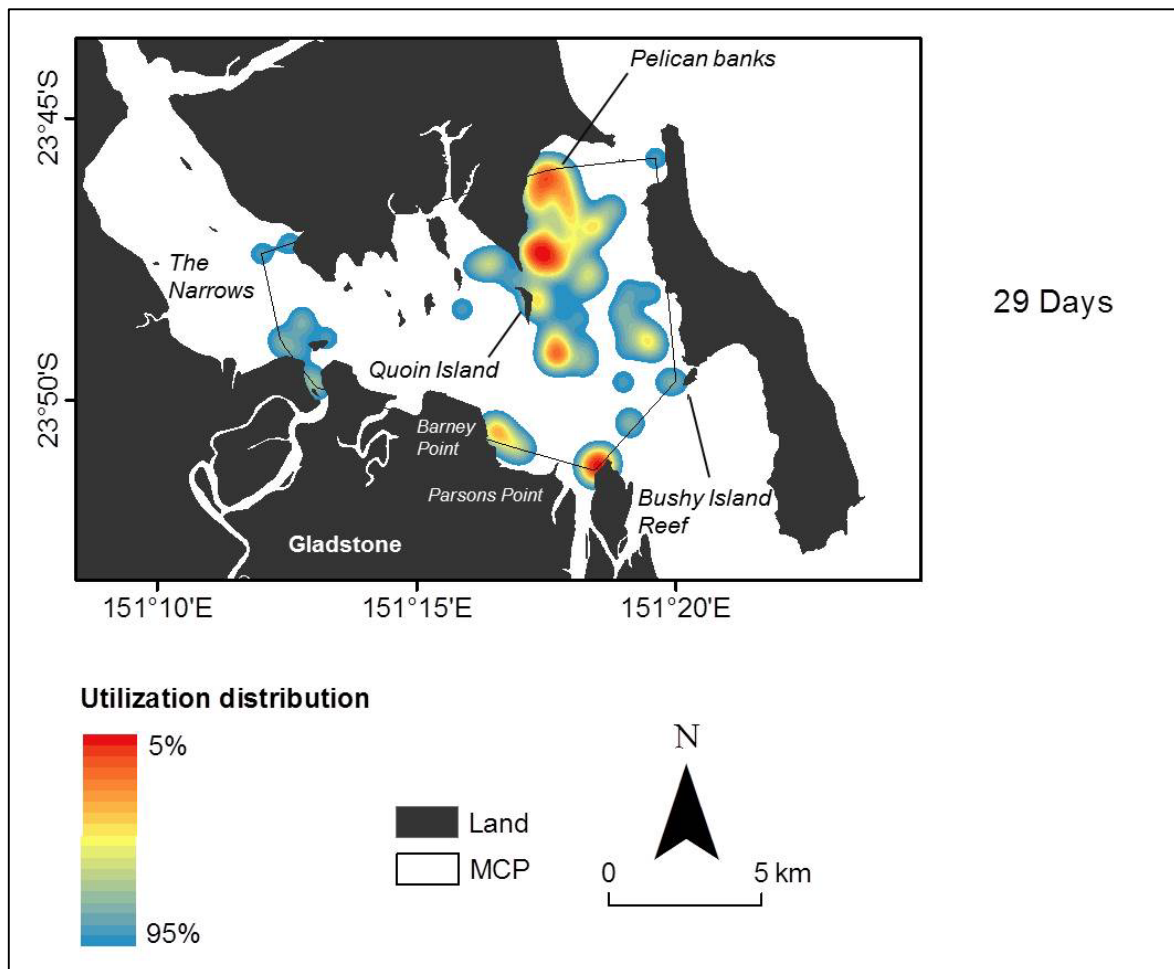 Pelican banks
23°45'S
The
Narrows
29 Days
Quoin Island
23°50'S
Barney
Point
Parsons Point
Bushy Island
Reef
Gladstone
151°10'E
151°15'E
151°20'E
Utilization distribution
5%
95%
Land
MCP
N
0
5 km